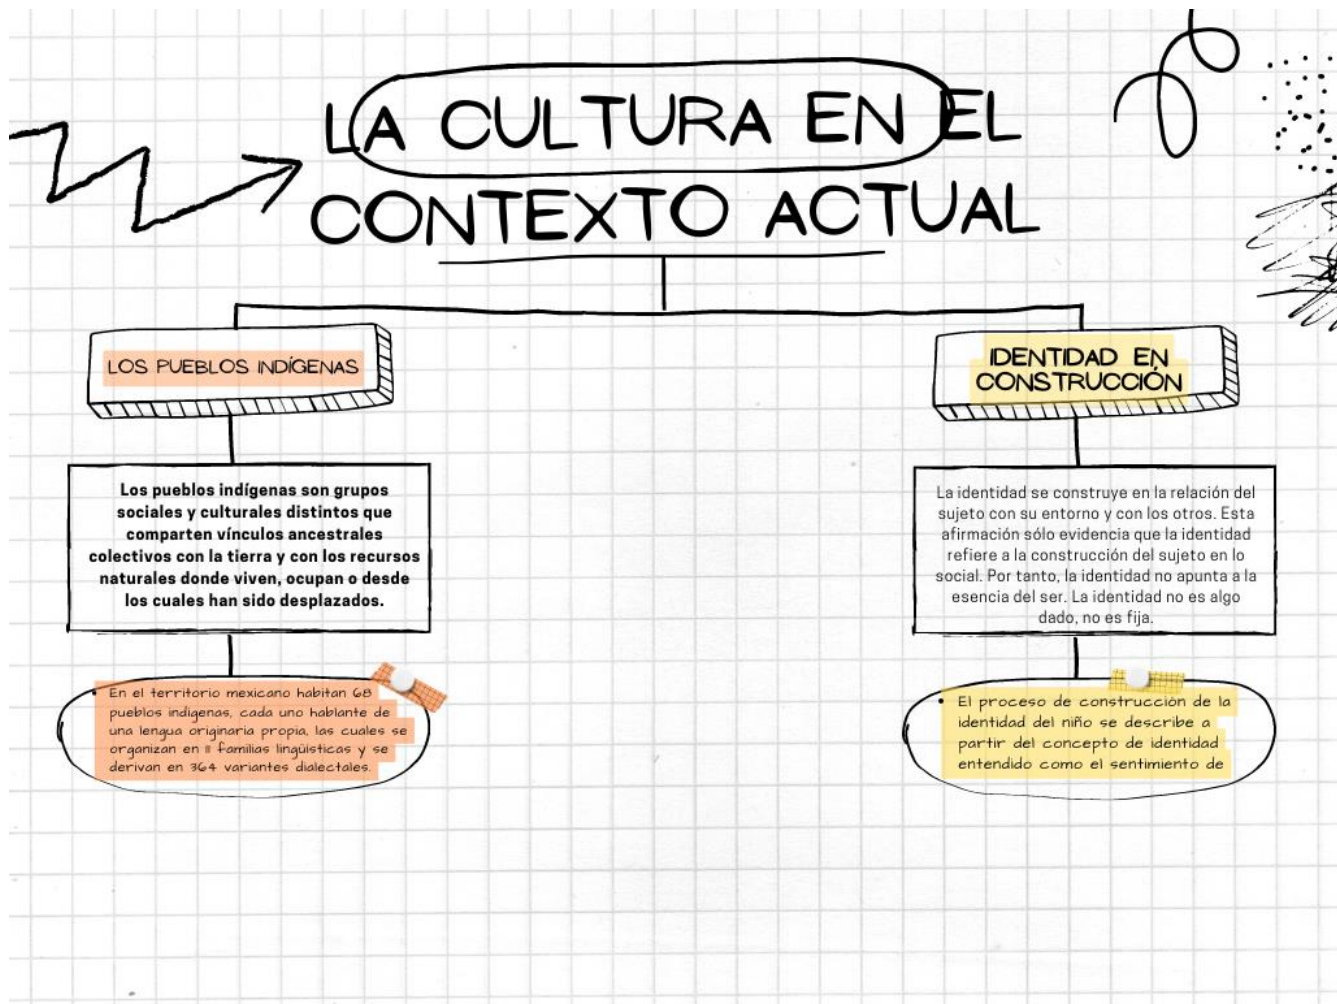 LA CULTURA EN EL
CONTEXTO ACTUAL
LOS PUEBLOS INDÍGENAS
Los pueblos indígenas son grupos
sociales y culturales distintos que
comparten vínculos ancestrales
colectivos con la tierra y con los recursos
naturales donde viven, ocupan o desde
los cuales han sido desplazados.
• En el territorio mexicano habitan 68
pueblos indígenas, cada uno hablante de
una lengua originaria propia, las cuales se
organizan en 11 familias lingüísticas y se
derivan en 364 variantes dialectales.
IDENTIDAD EN
CONSTRUCCIÓN
La identidad se construye en la relación del
sujeto con su entorno y con los otros. Esta
afirmación sólo evidencia que la identidad
refiere a la construcción del sujeto en lo
social. Por tanto, la identidad no apunta a la
esencia del ser. La identidad no es algo
dado, no es fija.
• El proceso de construcción de la
identidad del niño se describe a
partir del concepto de identidad
entendido como el sentimiento de